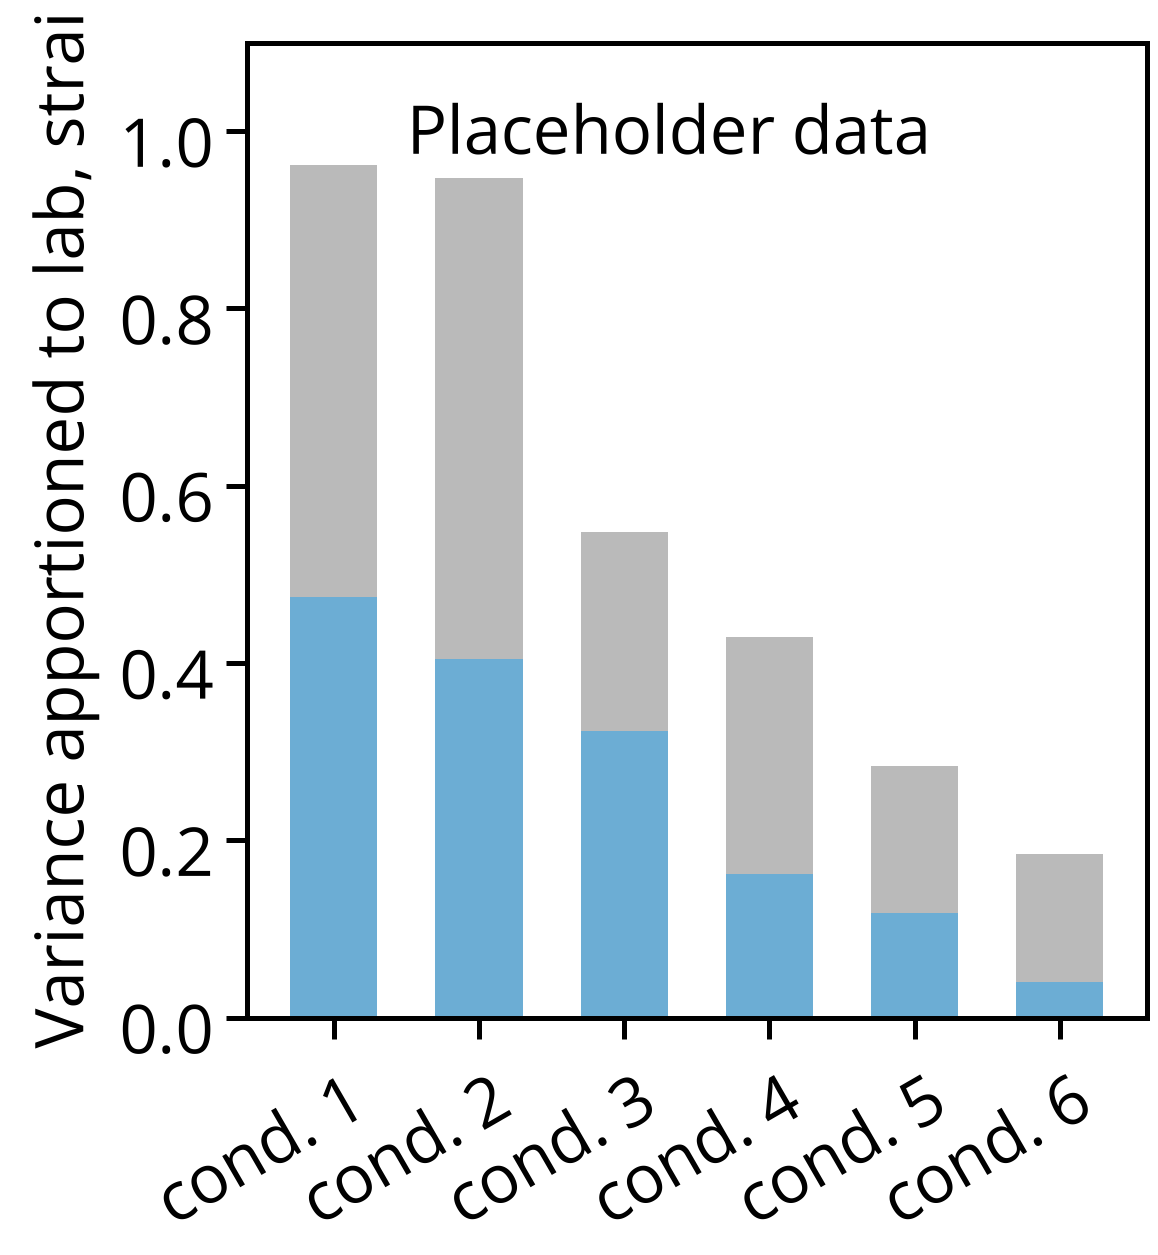 Variance apportioned to lab, strai
Placeholder data
1.0
0.8
0.6
0.4
0.2
0.0
cond. 1
cond. 2
cond. 3
cond. 4
cond. 5
cond. 6